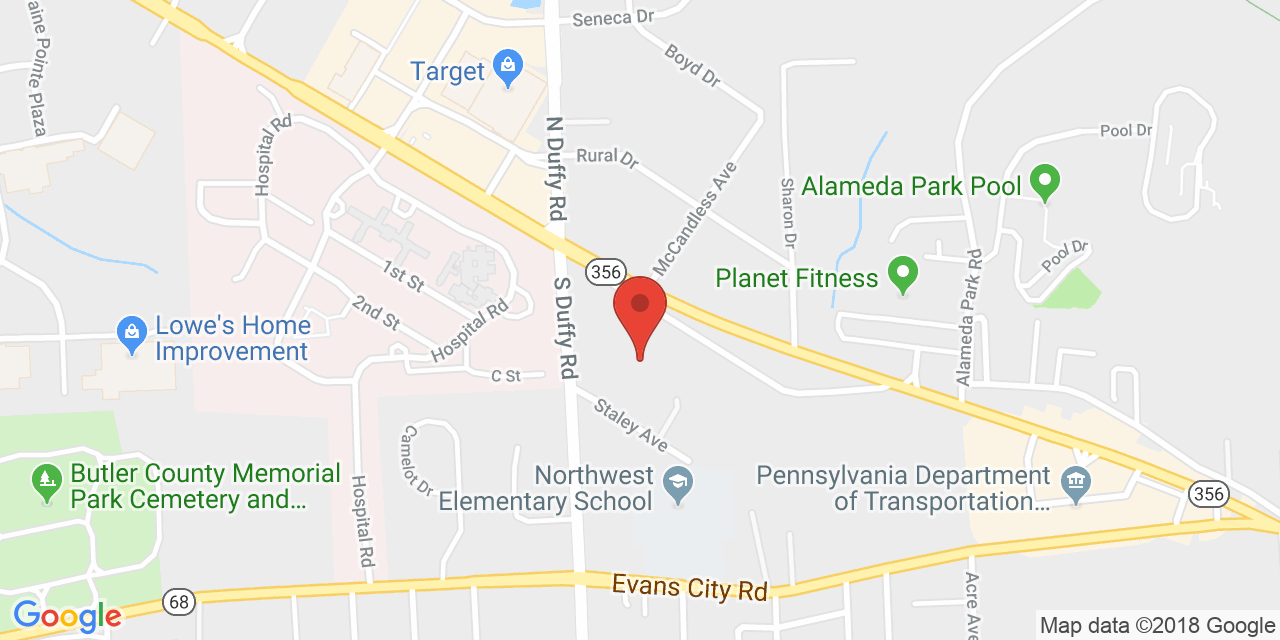 Seneca Dr
aine Pointe Plaza
Boyd Dr
Target
Hospital Rd
N Duffy Rd
Rural Dr
Pool Dr
McCandless Ave
Sharon Dr
Alameda Park Pool
Pool Dr
1st St
356
Planet Fitness
Alameda Park Rd
2nd St
S Duffy Rd
Hospital Rd
Lowe's Home
Improvement
C St
Staley Ave
Camelot Dr
Butler County Memorial
Park Cemetery and...
Northwest
Elementary School
Pennsylvania Department
of Transportation...
356
Hospital Rd
Evans City Rd
68
Acre Ave
Google
Map data ©2018 Google